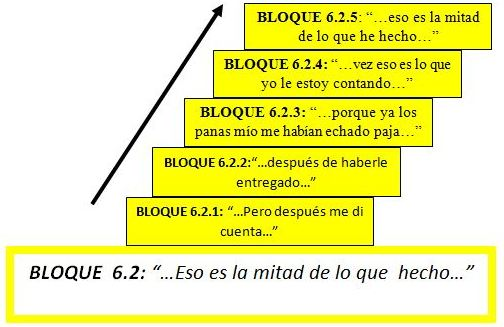 BLOQUE 6.2.5: “…eso es la mitad
de lo que he hecho…”
BLOQUE 6.2.4: “…vez eso es lo que
yo le estoy contando…”
BLOQUE 6.2.3: “…porque ya los
panas mío me habían echado paja…”
BLOQUE 6.2.2:“…después de haberle
entregado…”
BLOQUE 6.2.1: “…Pero después me di
cuenta…”
BLOQUE 6.2: “…Eso es la mitad de lo que hecho…”